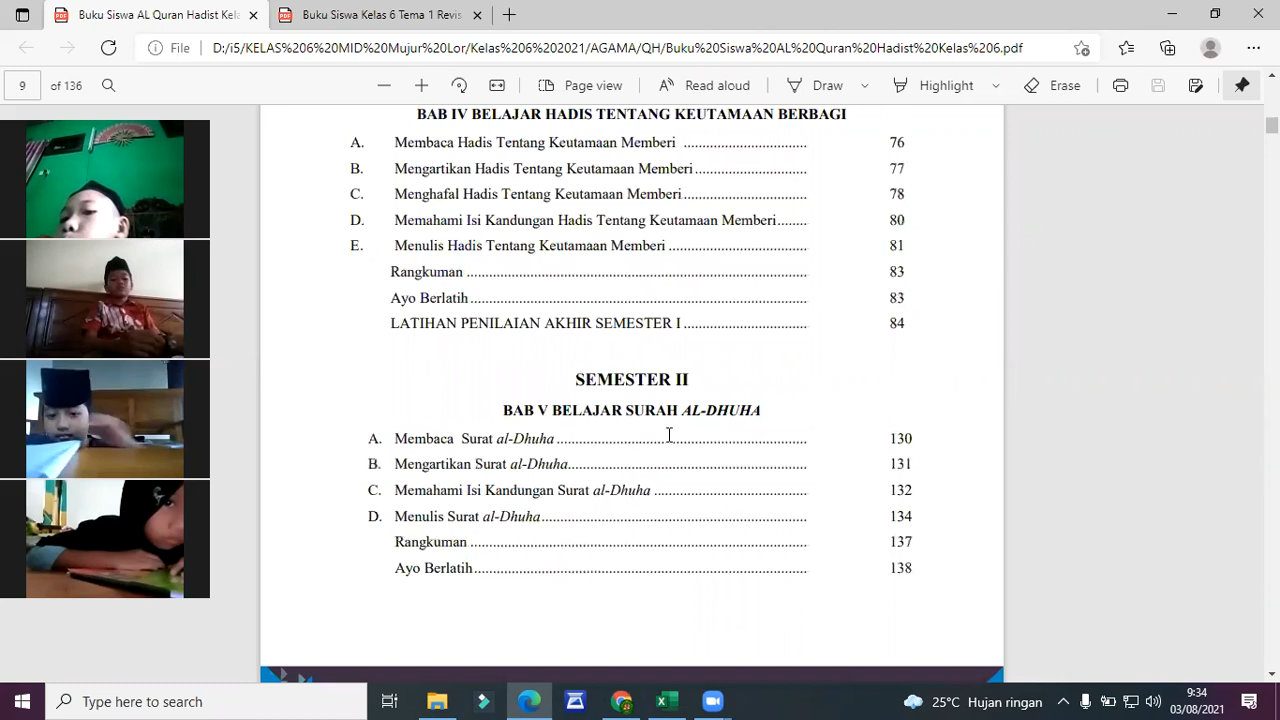 Buku Siswa AL Quran Hadist Kela
Buku Siswa Kelas 6 Tema 1 Revis
File
D:/i5/KELAS%206%20MID%20Mujur%20Lor/Kelas%206%202021/AGAMA/QH/Buku%20Siswa%20AL%20Quran%20Hadist%20Kelas%206.pdf
9 of 136
Page view
Read aloud
Draw
Highlight
Erase
BAB IV BELAJAR HADIS TENTANG KEUTAMAAN BERBAGI
A. Membaca Hadis Tentang Keutamaan Memberi ................................. 76
B. Mengartikan Hadis Tentang Keutamaan Memberi.............................. 77
C. Menghafal Hadis Tentang Keutamaan Memberi................................. 78
D. Memahami Isi Kandungan Hadis Tentang Keutamaan Memberi........ 80
E. Menulis Hadis Tentang Keutamaan Memberi .................................... 81
Rangkuman ...................................................................................... 83
Ayo Berlatih..................................................................................... 83
LATIHAN PENILAIAN AKHIR SEMESTER I ................................. 84
SEMESTER II
BAB V BELAJAR SURAH AL-DHUHA
A. Membaca Surat al-Dhuha ................................................................. 130
B. Mengartikan Surat al-Dhuha.............................................................. 131
C. Memahami Isi Kandungan Surat al-Dhuha ........................................ 132
D. Menulis Surat al-Dhuha..................................................................... 134
Rangkuman ...................................................................................... 137
Ayo Berlatih..................................................................................... 138
Type here to search
25°C Hujan ringan
9:34
03/08/2021